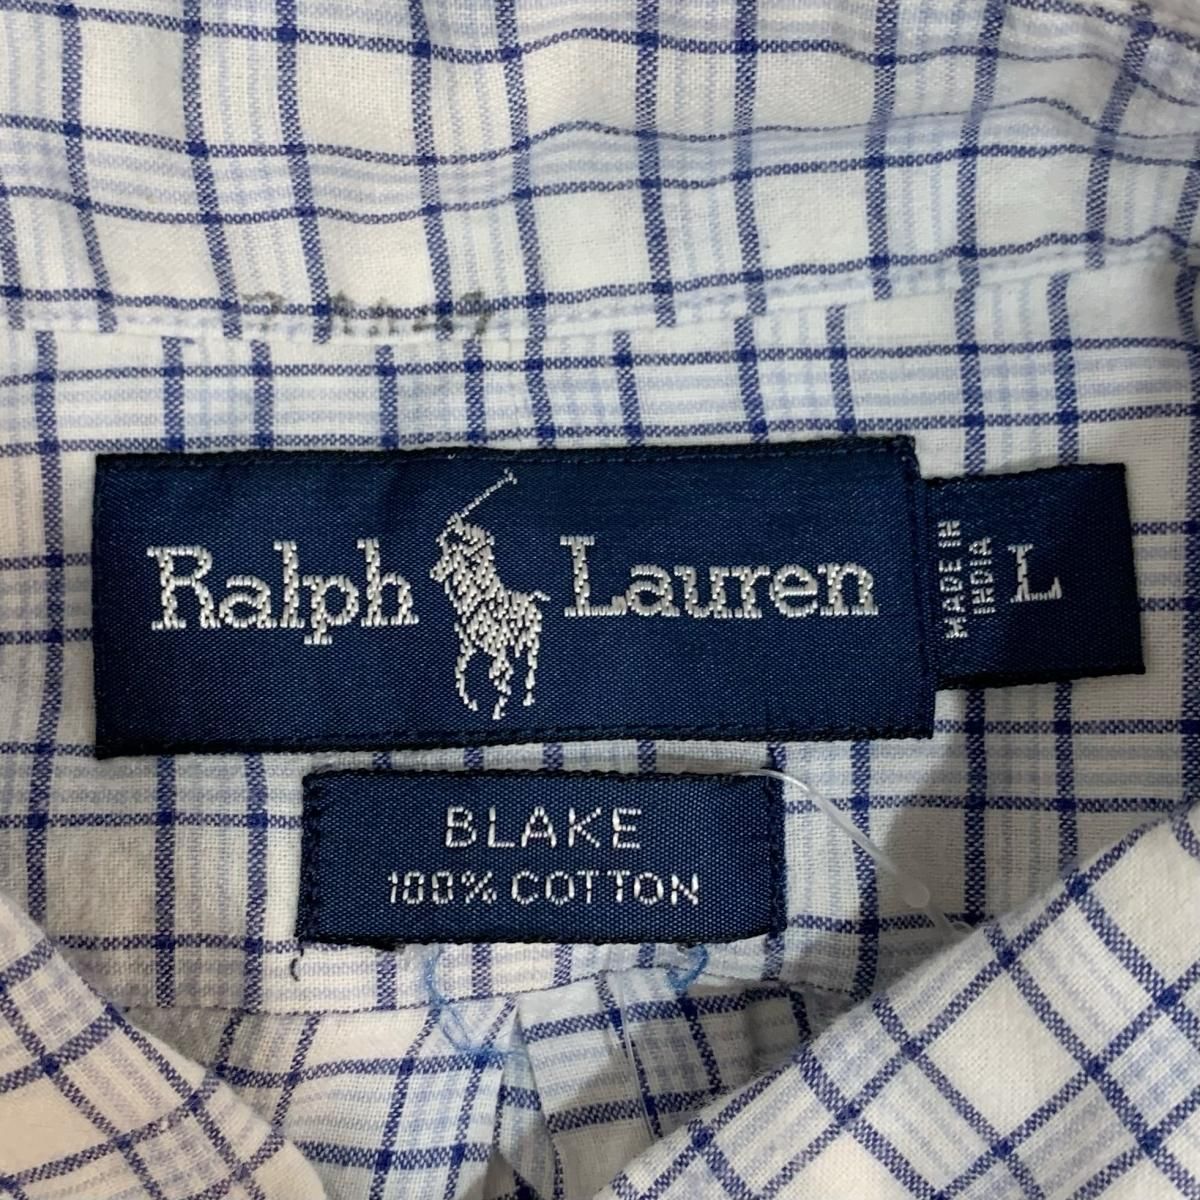 Ralph Lauren
MADE IN
INDIA
L
BLAKE
100% COTTON